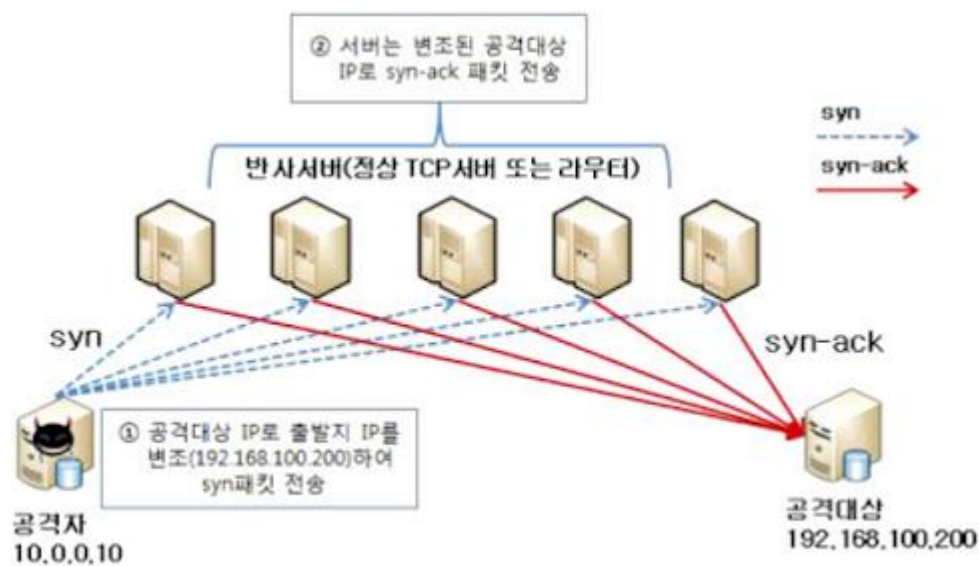 ② 서버는 변조된 공격대상
IP로 syn-ack 패킷 전송
syn
syn-ack
반사서버(정상 TCP서버 또는 라우터)
syn
syn-ack
① 공격대상 IP로 출발지 IP를
변조(192.168.100.200)하여
syn패킷 전송
공격자
10.0.0.10
공격대상
192.168.100.200